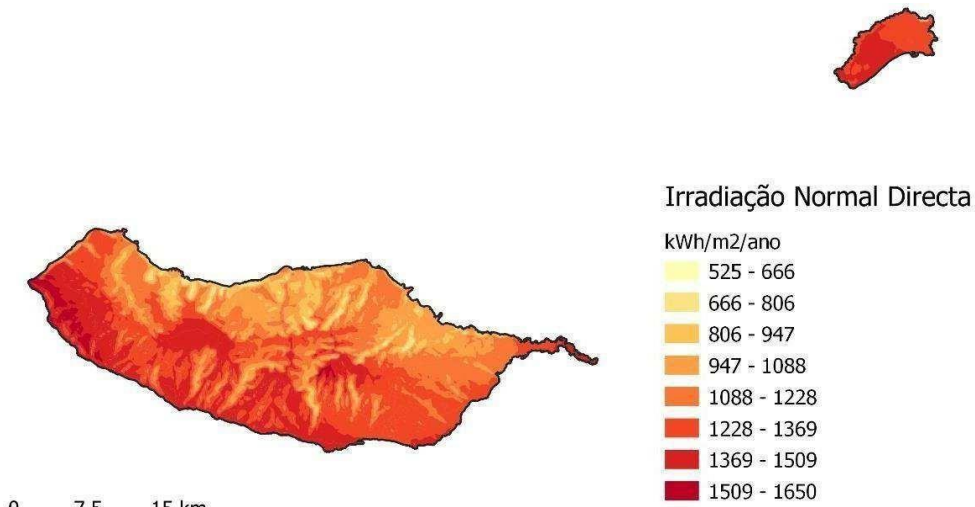 Irradiação Normal Directa
kWh/m2/ano
525 - 666
666 - 806
806 - 947
947 - 1088
1088 - 1228
1228 - 1369
1369 - 1509
1509 - 1650
0 7,5 15 km